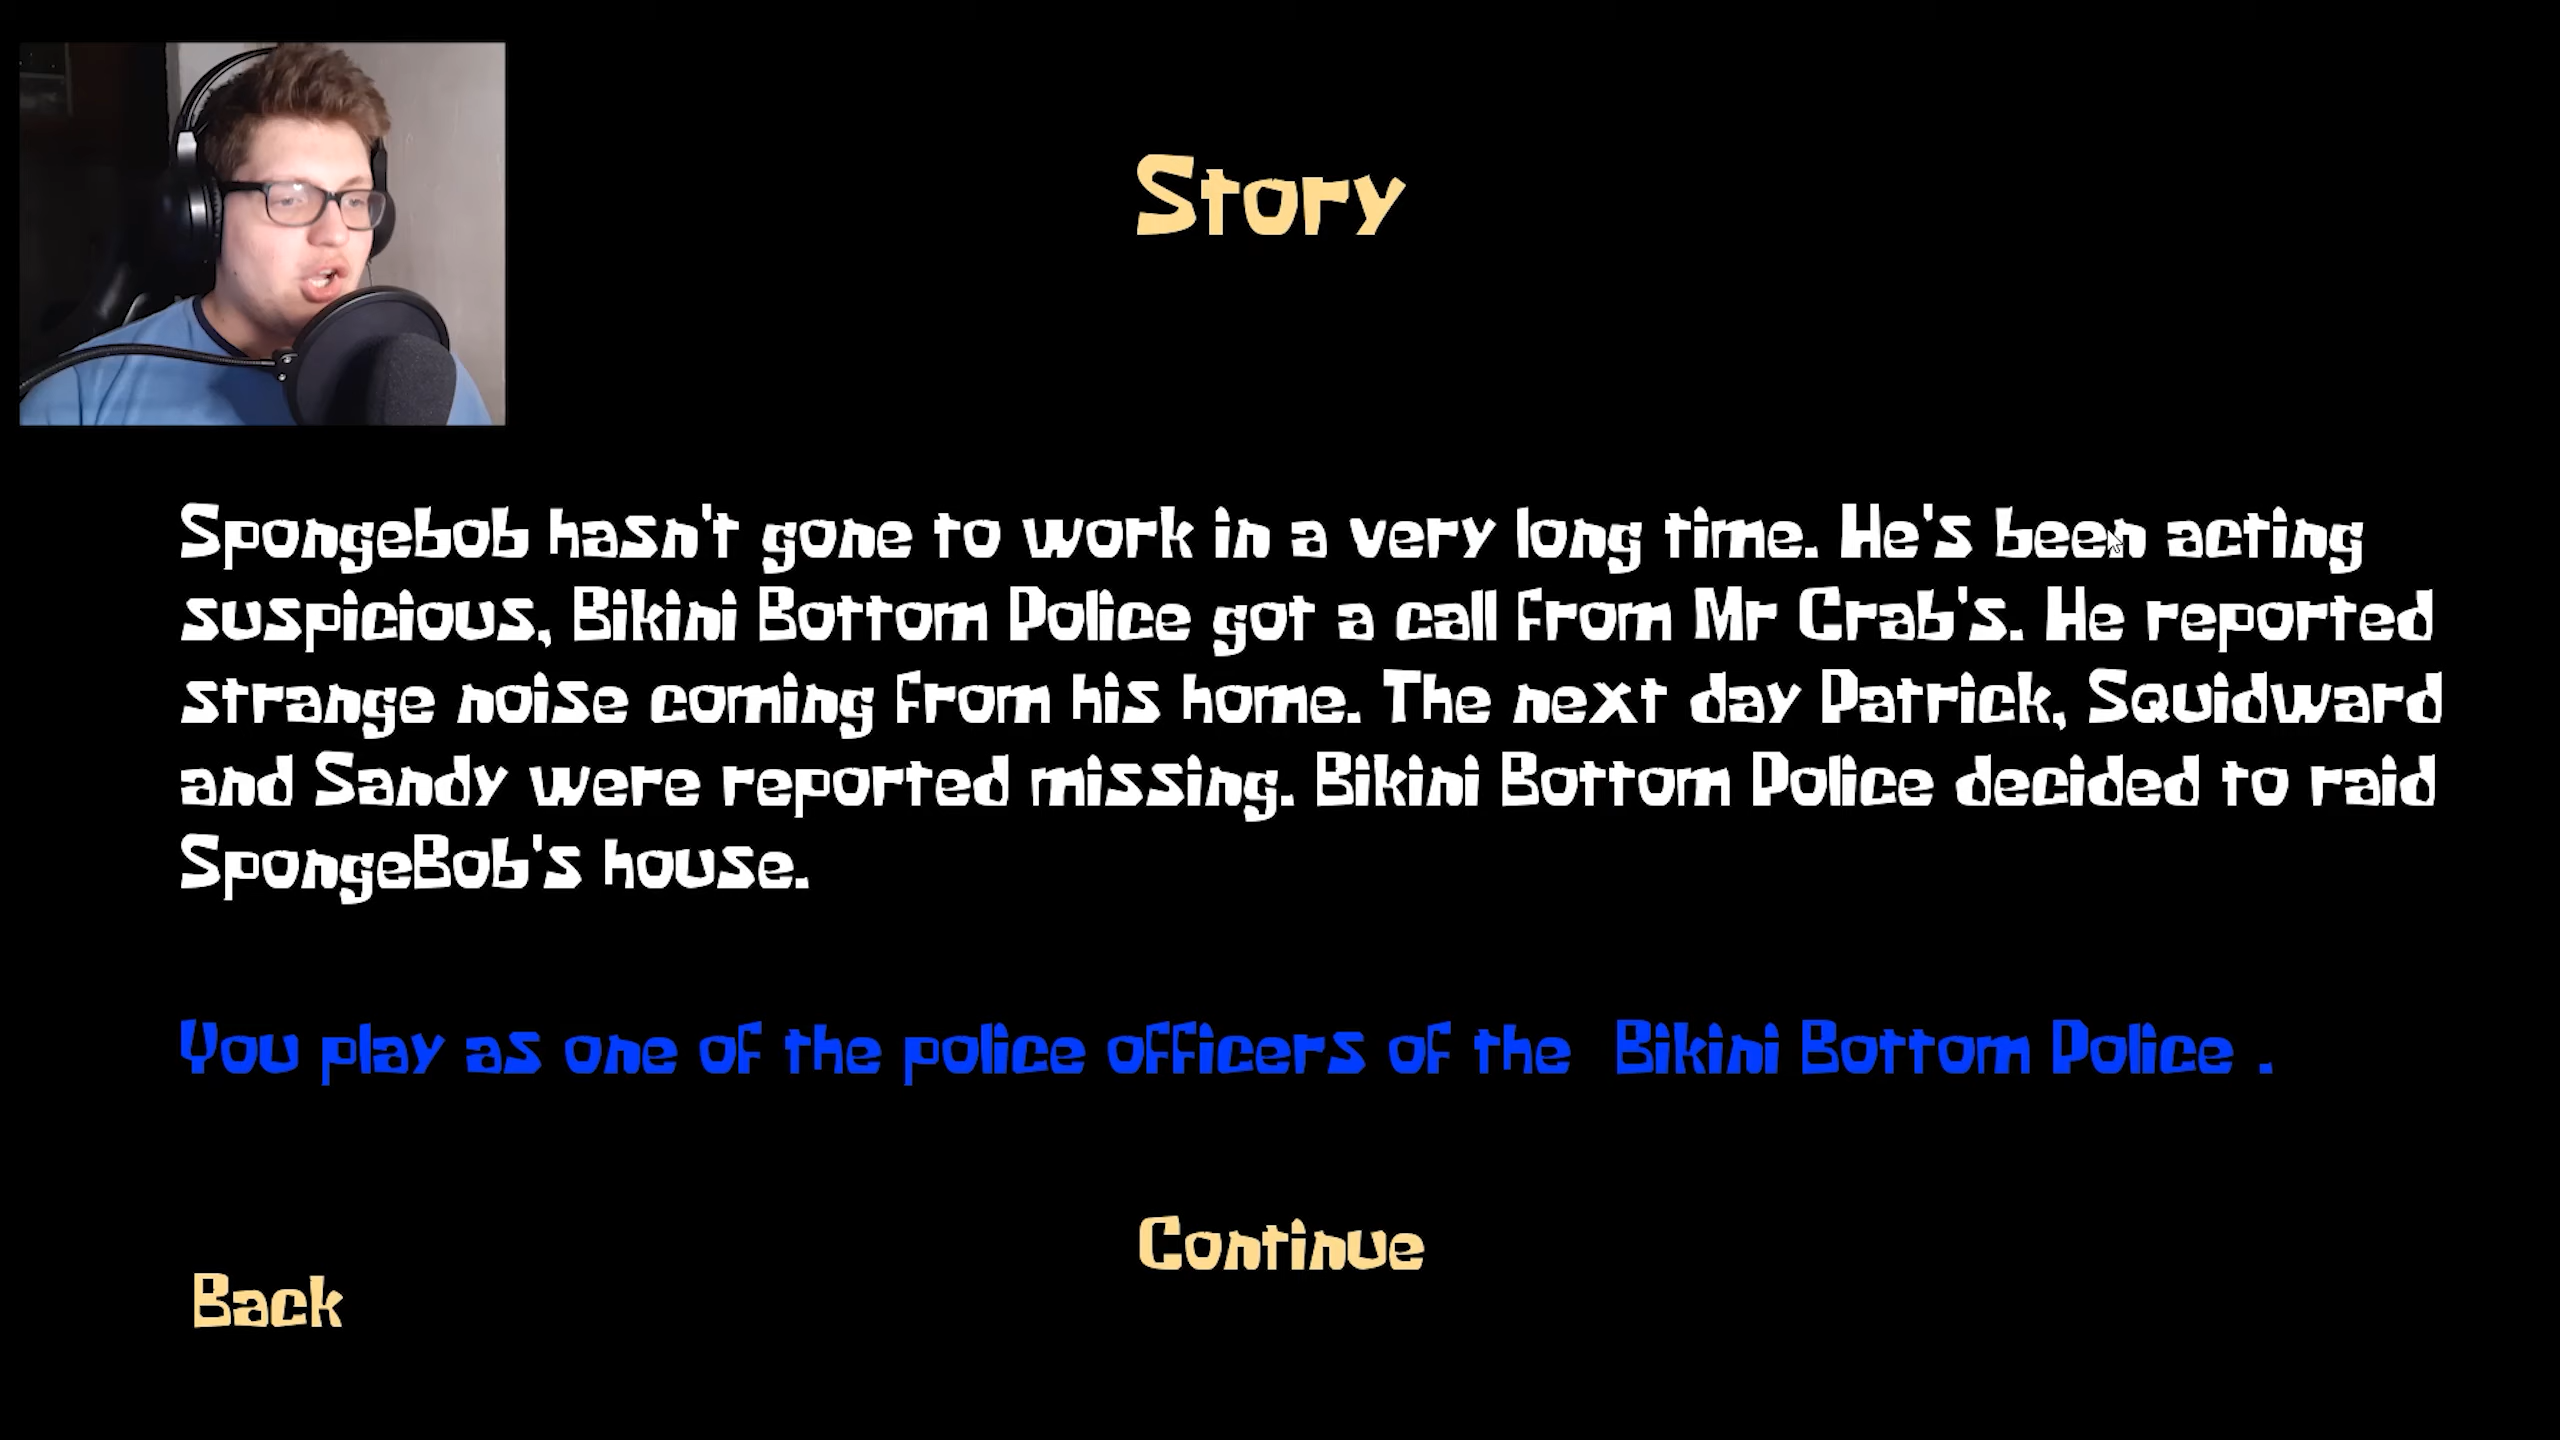 Story
Spongebob hasn't gone to work in a very long time. He's been acting
suspicious, Bikini Bottom Police got a call from Mr Crab's. He reported
strange noise coming from his home. The next day Patrick, Squidward
and Sandy were reported missing. Bikini Bottom Police decided to raid
SpongeBob's house.
You play as one of the police officers of the  Bikini Bottom Police .
Continue
Back